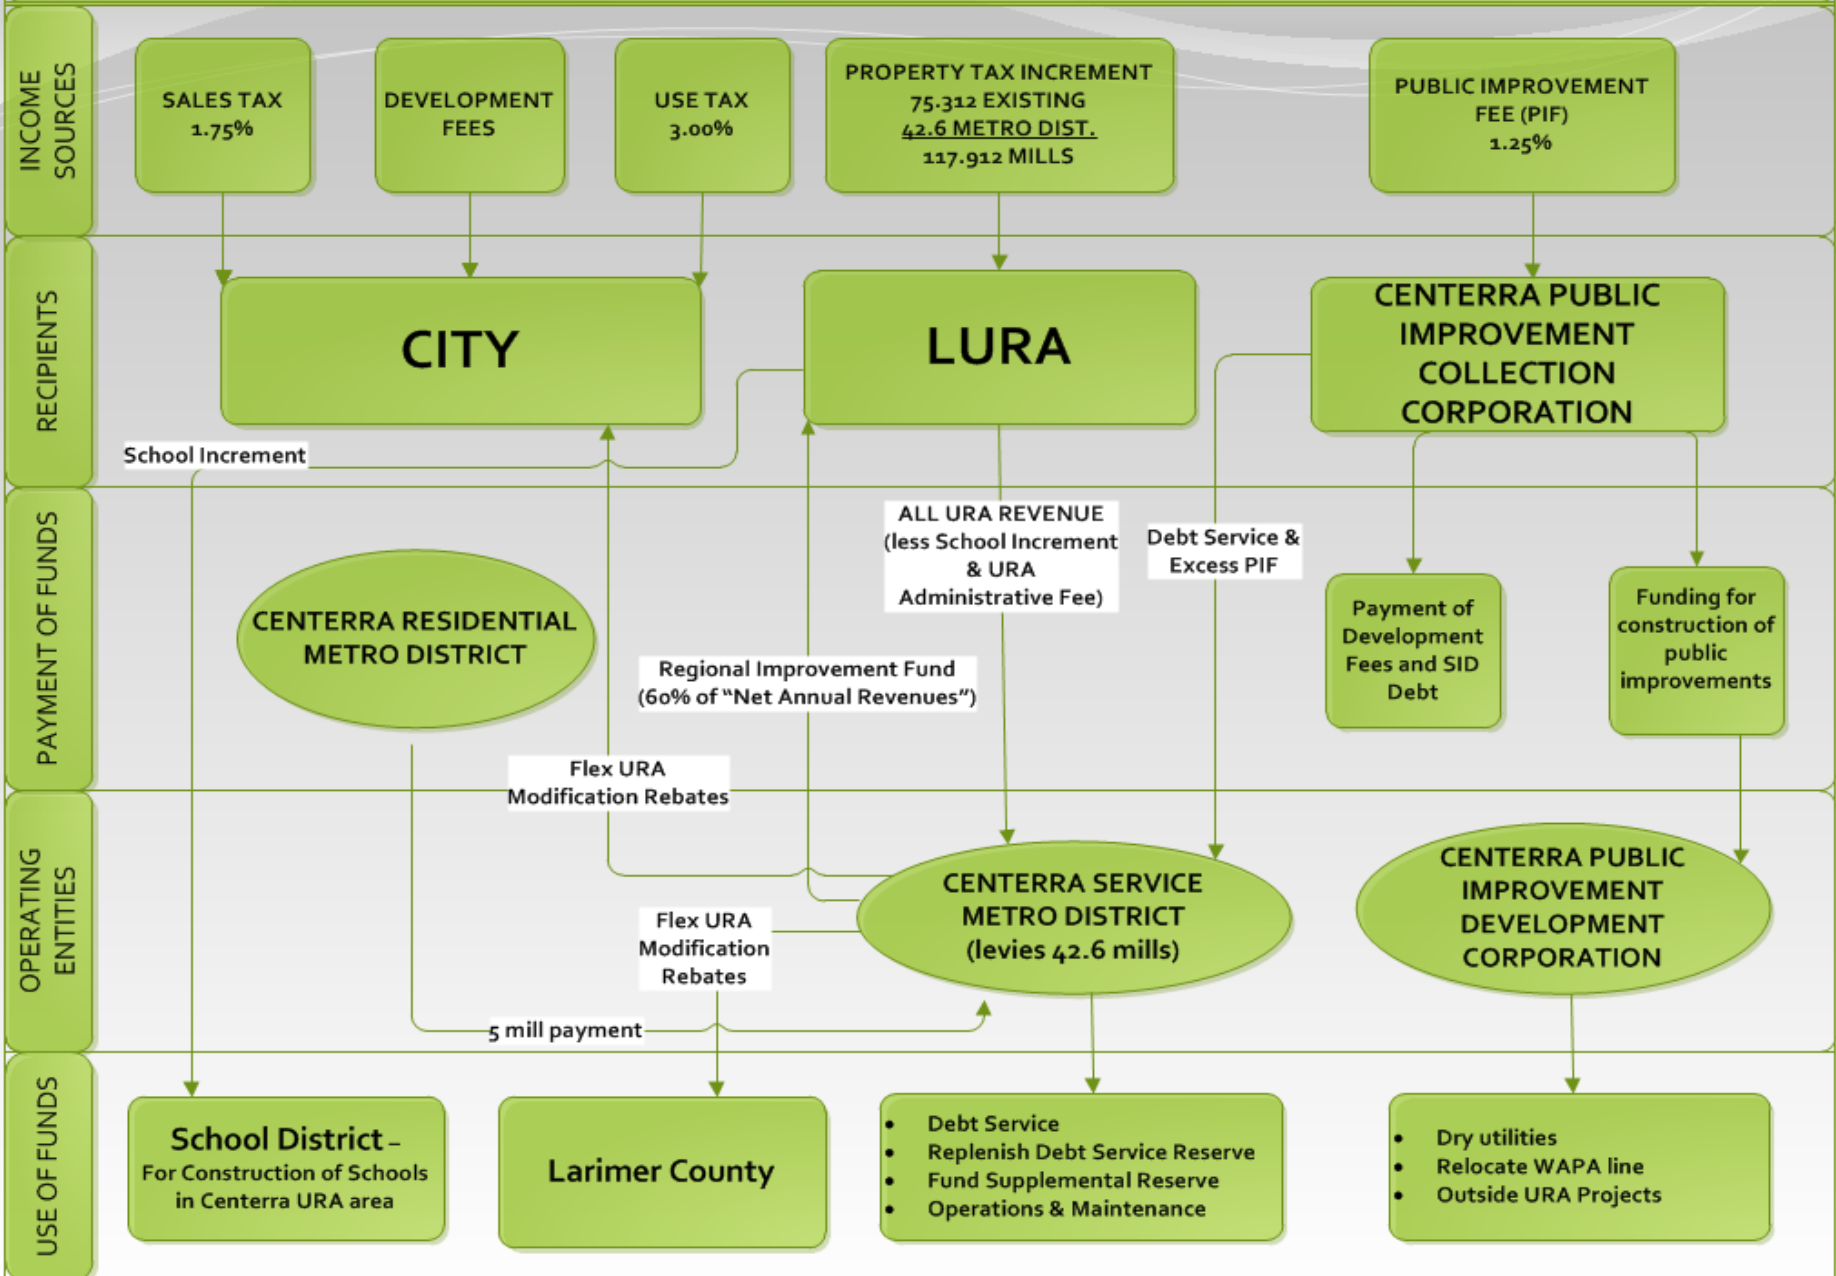 INCOME
SOURCES
SALES TAX
1.75%
DEVELOPMENT
FEES
USE TAX
3.00%
PROPERTY TAX INCREMENT
75.312 EXISTING
42.6 METRO DIST.
117.912 MILLS
PUBLIC IMPROVEMENT
FEE (PIF)
1.25%
RECIPIENTS
CITY
LURA
CENTERRA PUBLIC
IMPROVEMENT
COLLECTION
CORPORATION
School Increment
PAYMENT OF FUNDS
CENTERRA RESIDENTIAL
METRO DISTRICT
ALL URA REVENUE
(less School Increment
& URA
Administrative Fee)
Debt Service &
Excess PIF
Payment of
Development
Fees and SID
Debt
Funding for
construction of
public
improvements
Regional Improvement Fund
(60% of “Net Annual Revenues”)
Flex URA
Modification Rebates
OPERATING
ENTITIES
CENTERRA SERVICE
METRO DISTRICT
(levies 42.6 mills)
CENTERRA PUBLIC
IMPROVEMENT
DEVELOPMENT
CORPORATION
Flex URA
Modification
Rebates
5 mill payment
USE OF FUNDS
School District –
For Construction of Schools
in Centerra URA area
Larimer County
• Debt Service
• Replenish Debt Service Reserve
• Fund Supplemental Reserve
• Operations & Maintenance
• Dry utilities
• Relocate WAPA line
• Outside URA Projects